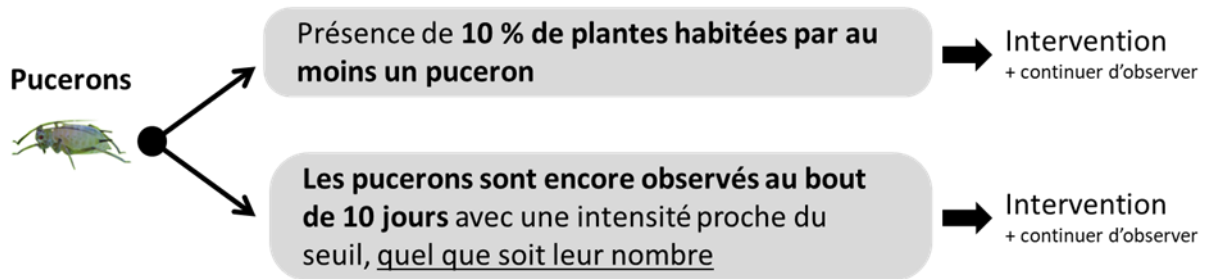 Pucerons
Présence de 10 % de plantes habitées par au
moins un puceron
Intervention
+ continuer d’observer
Les pucerons sont encore observés au bout
de 10 jours avec une intensité proche du
seuil, quel que soit leur nombre
Intervention
+ continuer d’observer